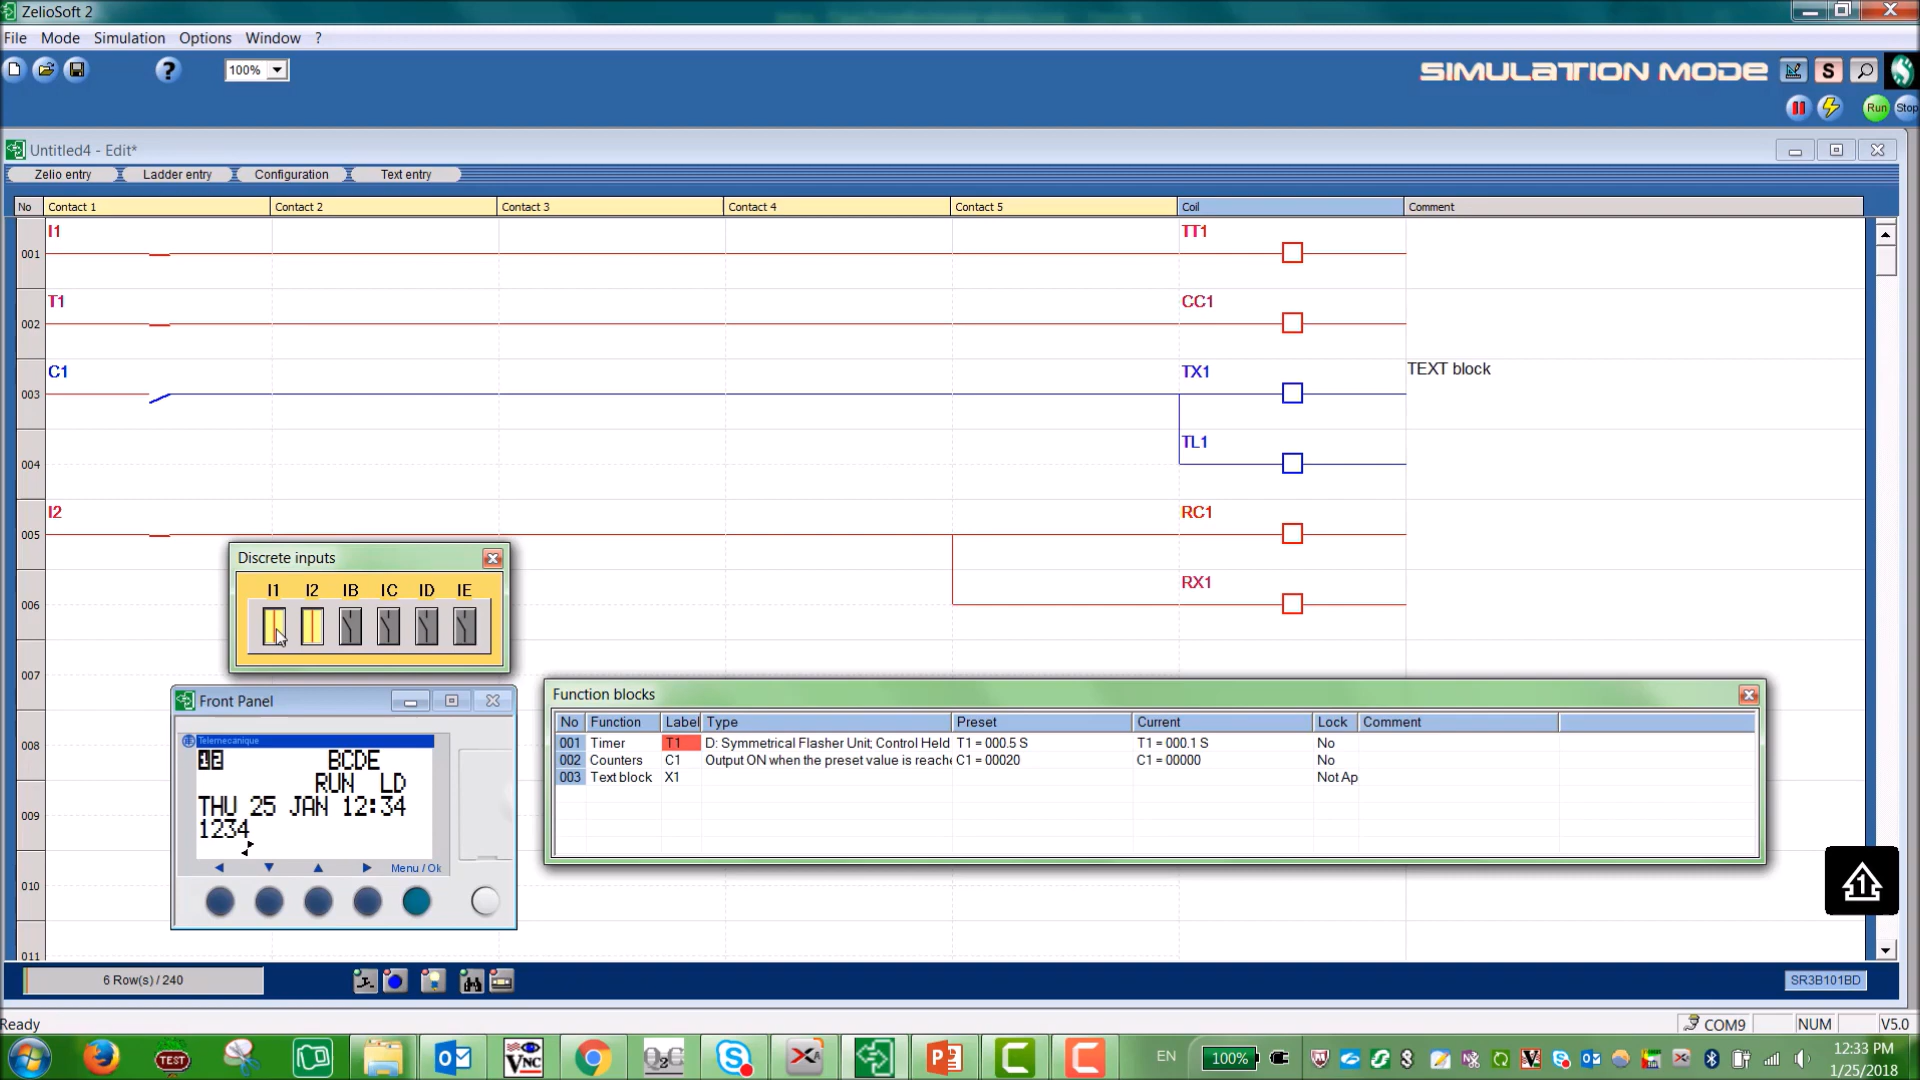 ZelioSoft 2
File Mode Simulation Options Window ?
100%
SIMULATION MODE
S
Run Stop
Untitled4 - Edit*
Zelio entry Ladder entry Configuration Text entry
No Contact 1 Contact 2 Contact 3 Contact 4 Contact 5 Coil Comment
I1 TT1
001
T1 CC1
002
C1 TX1 TEXT block
003
TL1
004
I2 RC1
005
RX1
006
Discrete inputs
I1 I2 IB IC ID IE
007
Front Panel
Telemecanique
12 BCDE
RUN LD
THU 25 JAN 12:34
1234
Menu / Ok
Function blocks
No Function Label Type Preset Current Lock Comment
001 Timer T1 D: Symmetrical Flasher Unit; Control Held T1 = 000.5 S T1 = 000.1 S No
002 Counters C1 Output ON when the preset value is reache C1 = 00020 C1 = 00000 No
003 Text block X1 Not Ap
008
009
010
011
1
6 Row(s) / 240
SR3B101BD
Ready
COM9 NUM V5.0
TEST
VNC
Q2C
EN
100%
12:33 PM
1/25/2018